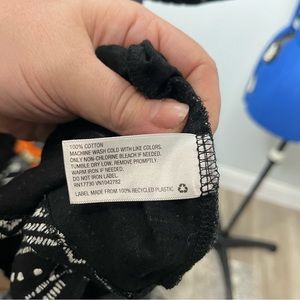 100% COTTON
MACHINE WASH COLD WITH LIKE COLORS.
ONLY NON-CHLORINE BLEACH IF NEEDED.
TUMBLE DRY LOW. REMOVE PROMPTLY.
WARM IRON IF NEEDED.
DO NOT IRON LABEL.
RN17730 VN1042782
LABEL MADE FROM 100% RECYCLED PLASTIC